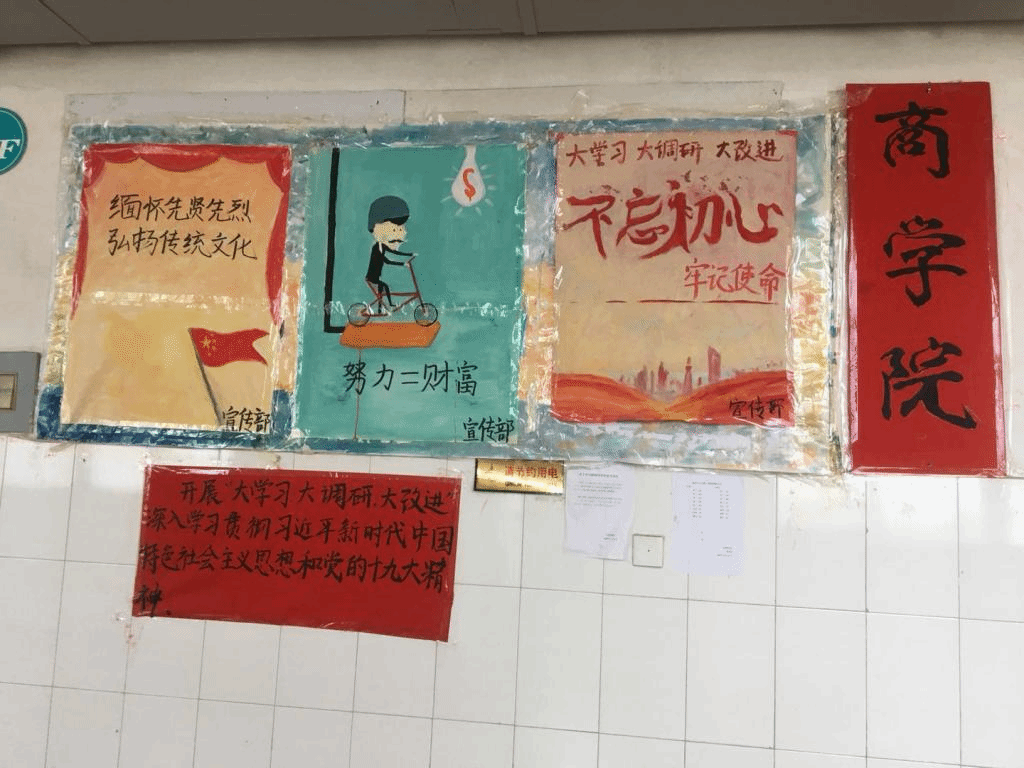 F
缅怀先贤先烈
弘扬传统文化
宣传部
$
努力=财富
宣传部
大学习 大调研 大改进
不忘初心
牢记使命
宣传部
商学院
请节约用电
开展“大学习大调研.大改进”
深入学习贯彻习近平新时代中国
特色社会主义思想和党的十九大精
神.